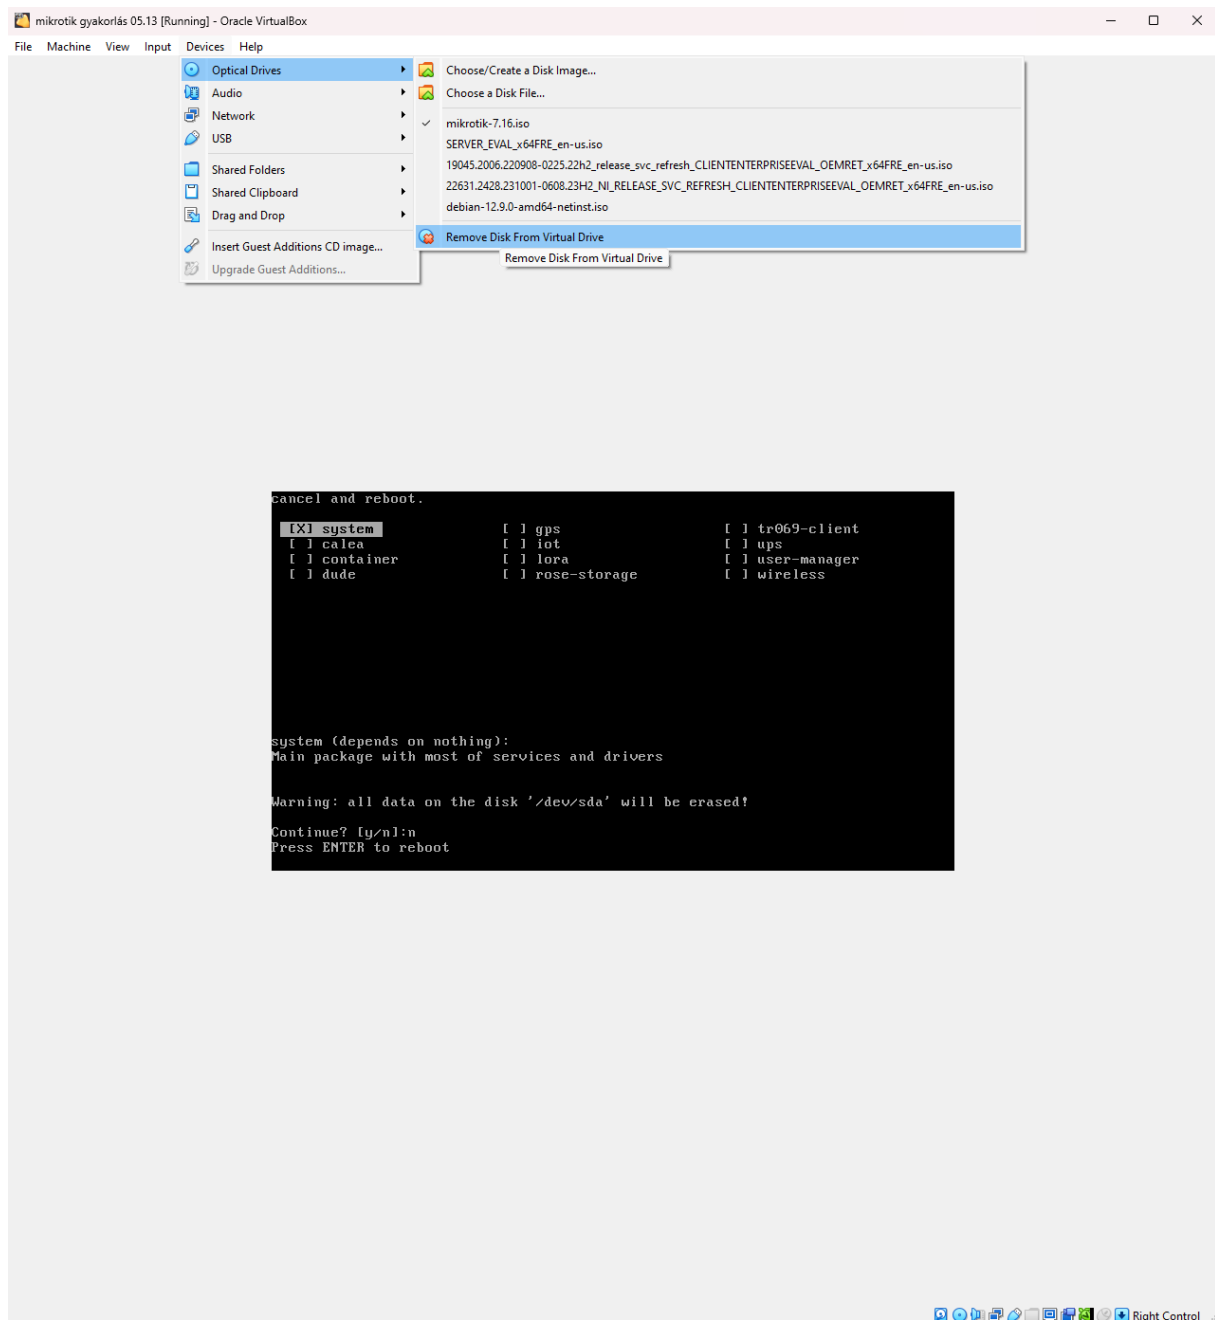 mikrotik gyakorlás 05.13 [Running] - Oracle VirtualBox
File Machine View Input Devices Help
Optical Drives
Audio
Network
USB
Shared Folders
Shared Clipboard
Drag and Drop
Insert Guest Additions CD image...
Upgrade Guest Additions...
Choose/Create a Disk Image...
Choose a Disk File...
mikrotik-7.16.iso
SERVER_EVAL_x64FRE_en-us.iso
19045.2006.220908-0225.22h2_release_svc_refresh_CLIENTENTERPRISEEVAL_OEMRET_x64FRE_en-us.iso
22631.2428.231001-0608.23H2_NI_RELEASE_SVC_REFRESH_CLIENTENTERPRISEEVAL_OEMRET_x64FRE_en-us.iso
debian-12.9.0-amd64-netinst.iso
Remove Disk From Virtual Drive
Remove Disk From Virtual Drive
cancel and reboot.
[X] system [ ] gps [ ] tr069-client
[ ] calea [ ] iot [ ] ups
[ ] container [ ] lora [ ] user-manager
[ ] dude [ ] rose-storage [ ] wireless
system (depends on nothing):
Main package with most of services and drivers
Warning: all data on the disk '/dev/sda' will be erased!
Continue? [y/n]:n
Press ENTER to reboot
Right Control